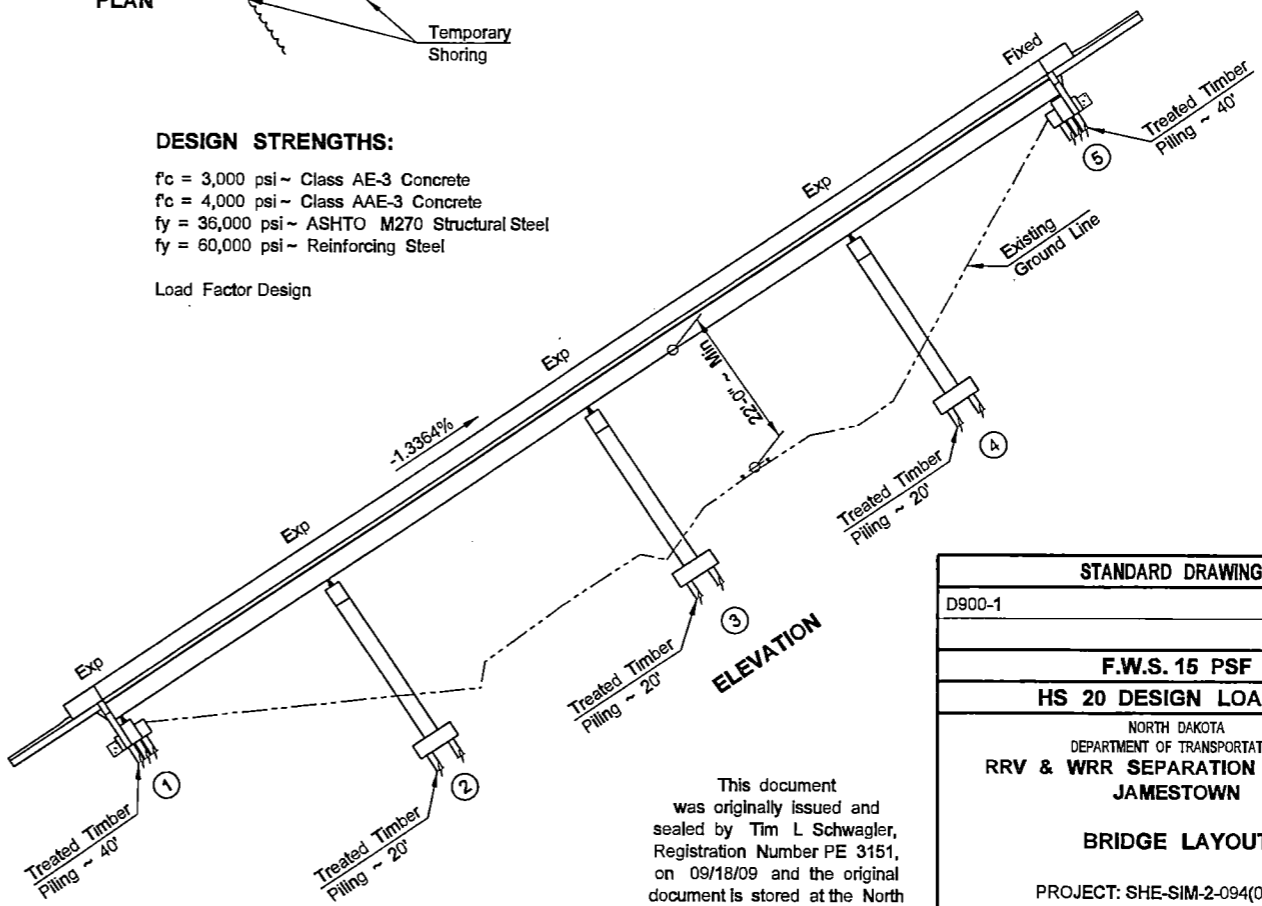 PLAN
Temporary
Shoring
DESIGN STRENGTHS:
f'c = 3,000 psi ~ Class AE-3 Concrete
f'c = 4,000 psi ~ Class AAE-3 Concrete
fy = 36,000 psi ~ ASHTO M270 Structural Steel
fy = 60,000 psi ~ Reinforcing Steel
Load Factor Design
Fixed
Treated Timber
Piling ~ 40'
5
Exp
Existing
Ground Line
Exp
22'-0" ~ Min
-1.3364%
4
Treated Timber
Piling ~ 20'
Exp
3
Treated Timber
Piling ~ 20'
ELEVATION
Exp
1
2
Treated Timber
Piling ~ 40'
Treated Timber
Piling ~ 20'
This document
was originally issued and
sealed by Tim L Schwagler,
Registration Number PE 3151,
on 09/18/09 and the original
document is stored at the North
STANDARD DRAWING
D900-1
F.W.S. 15 PSF
HS 20 DESIGN LOA
NORTH DAKOTA
DEPARTMENT OF TRANSPORTAT
RRV & WRR SEPARATION
JAMESTOWN
BRIDGE LAYOUT
PROJECT: SHE-SIM-2-094(0